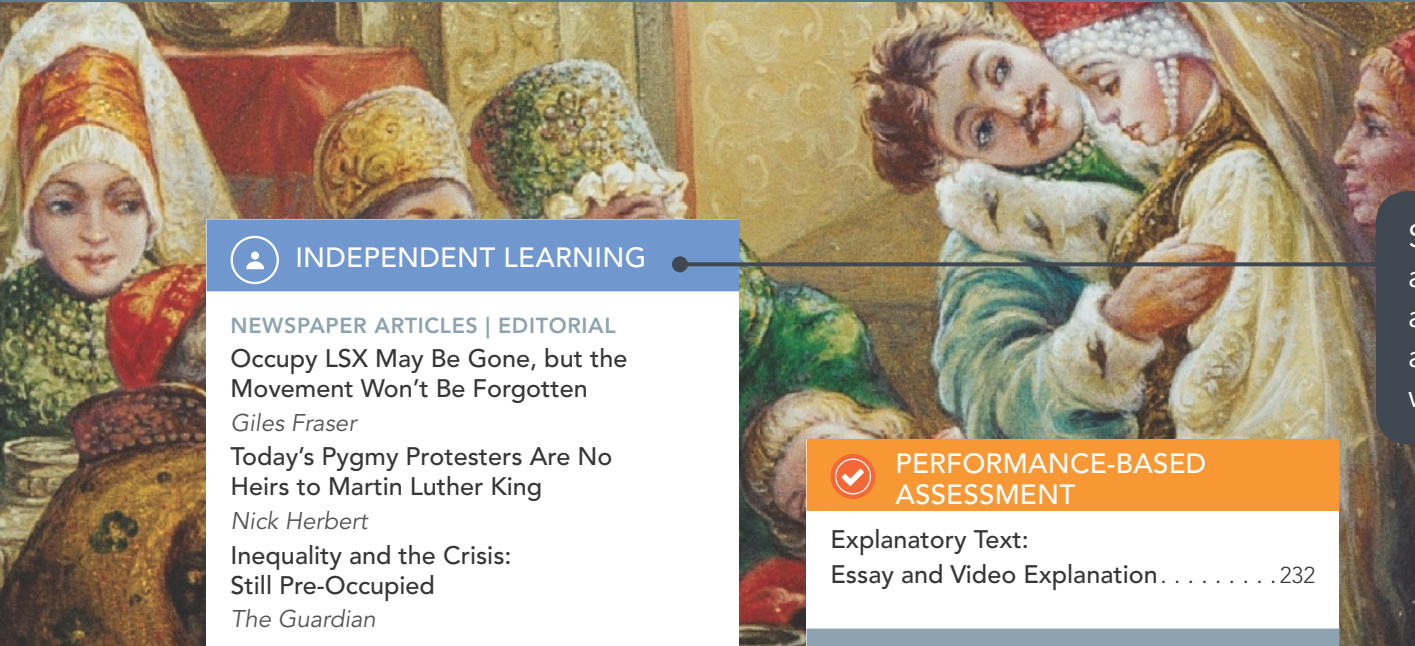 INDEPENDENT LEARNING
NEWSPAPER ARTICLES | EDITORIAL
Occupy LSX May Be Gone, but the
Movement Won’t Be Forgotten
Giles Fraser
Today’s Pygmy Protesters Are No
Heirs to Martin Luther King
Nick Herbert
Inequality and the Crisis:
Still Pre-Occupied
The Guardian
PERFORMANCE-BASED
ASSESSMENT
Explanatory Text:
Essay and Video Explanation. . . . . . . . .232